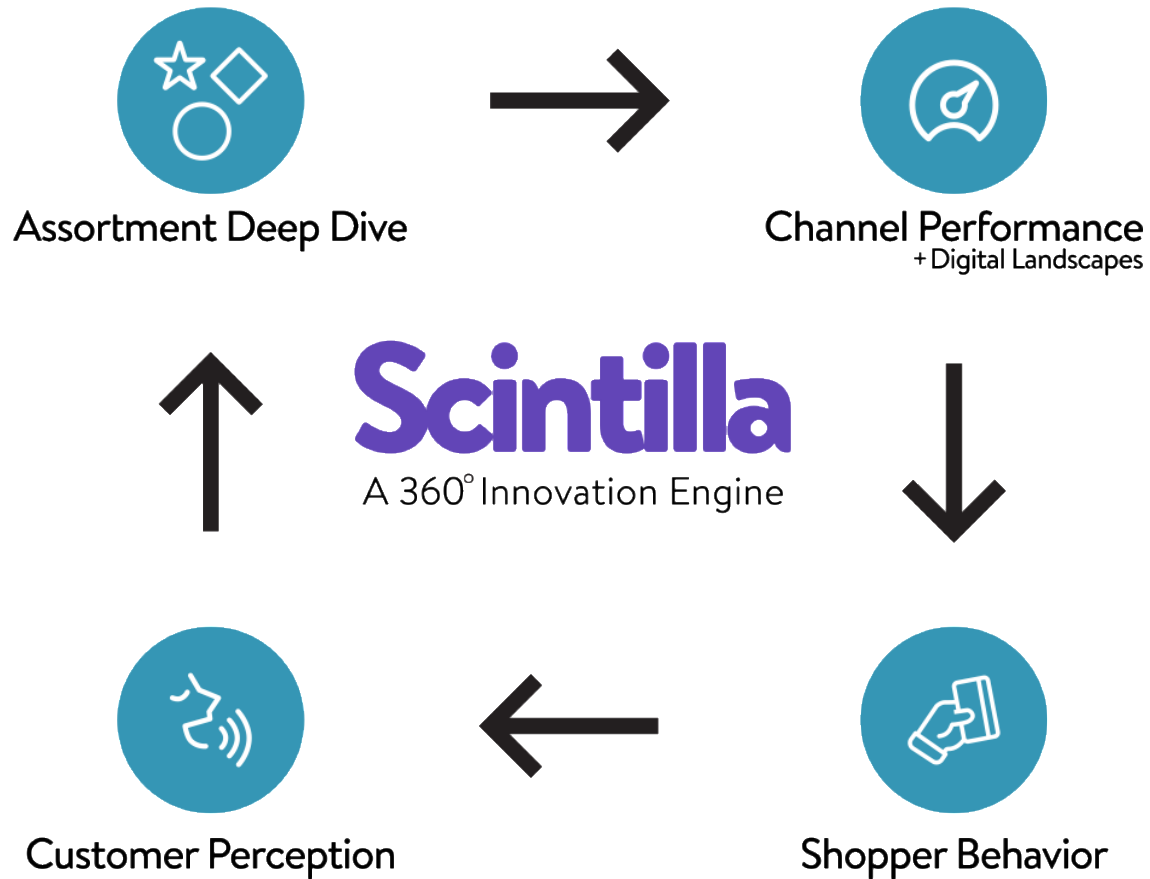 Assortment Deep Dive
Channel Performance
+ Digital Landscapes
Scintilla
A 360° Innovation Engine
Customer Perception
Shopper Behavior